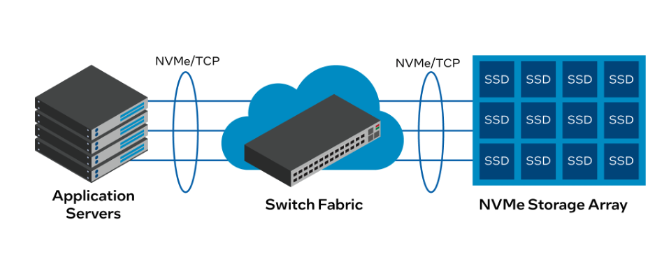 NVMe/TCP
NVMe/TCP
SSD SSD SSD SSD
SSD SSD SSD SSD
SSD SSD SSD SSD
Application
Servers
Switch Fabric
NVMe Storage Array